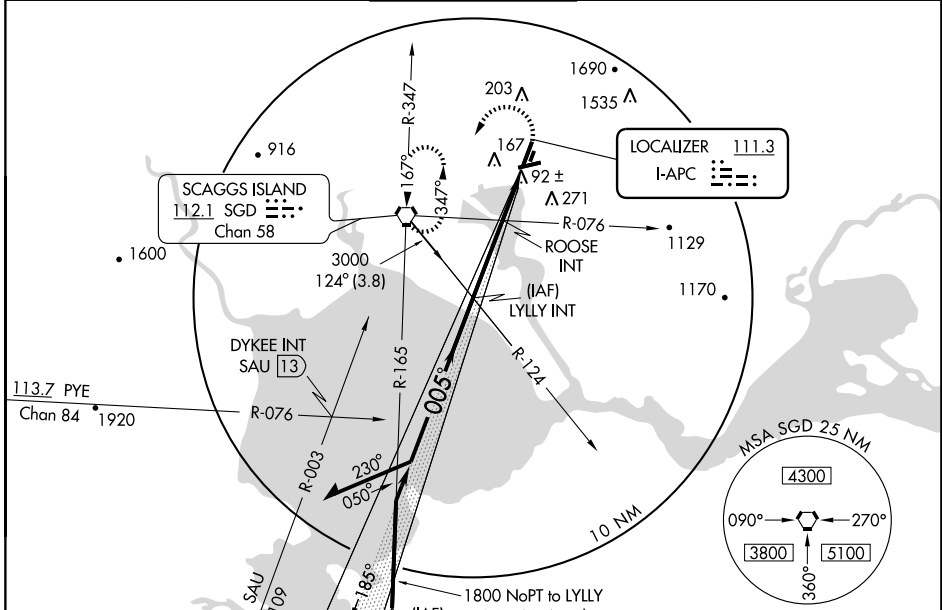 1690
203
1535
R-347
916
167
LOCALIZER 111.3
I-APC
SCAGGS ISLAND
112.1 SGD
Chan 58
167°
347°
92 ±
271
R-076
1129
ROOSE
INT
1600
3000
124° (3.8)
(IAF)
LYLLY INT
1170
DYKEE INT
SAU 13
R-165
R-124
005°
113.7 PYE
Chan 84
1920
R-076
R-003
230°
050°
MSA SGD 25 NM
4300
090°
270°
3800
5100
360°
10 NM
SAU
109
185°
1800 NoPT to LYLLY
(IAF)